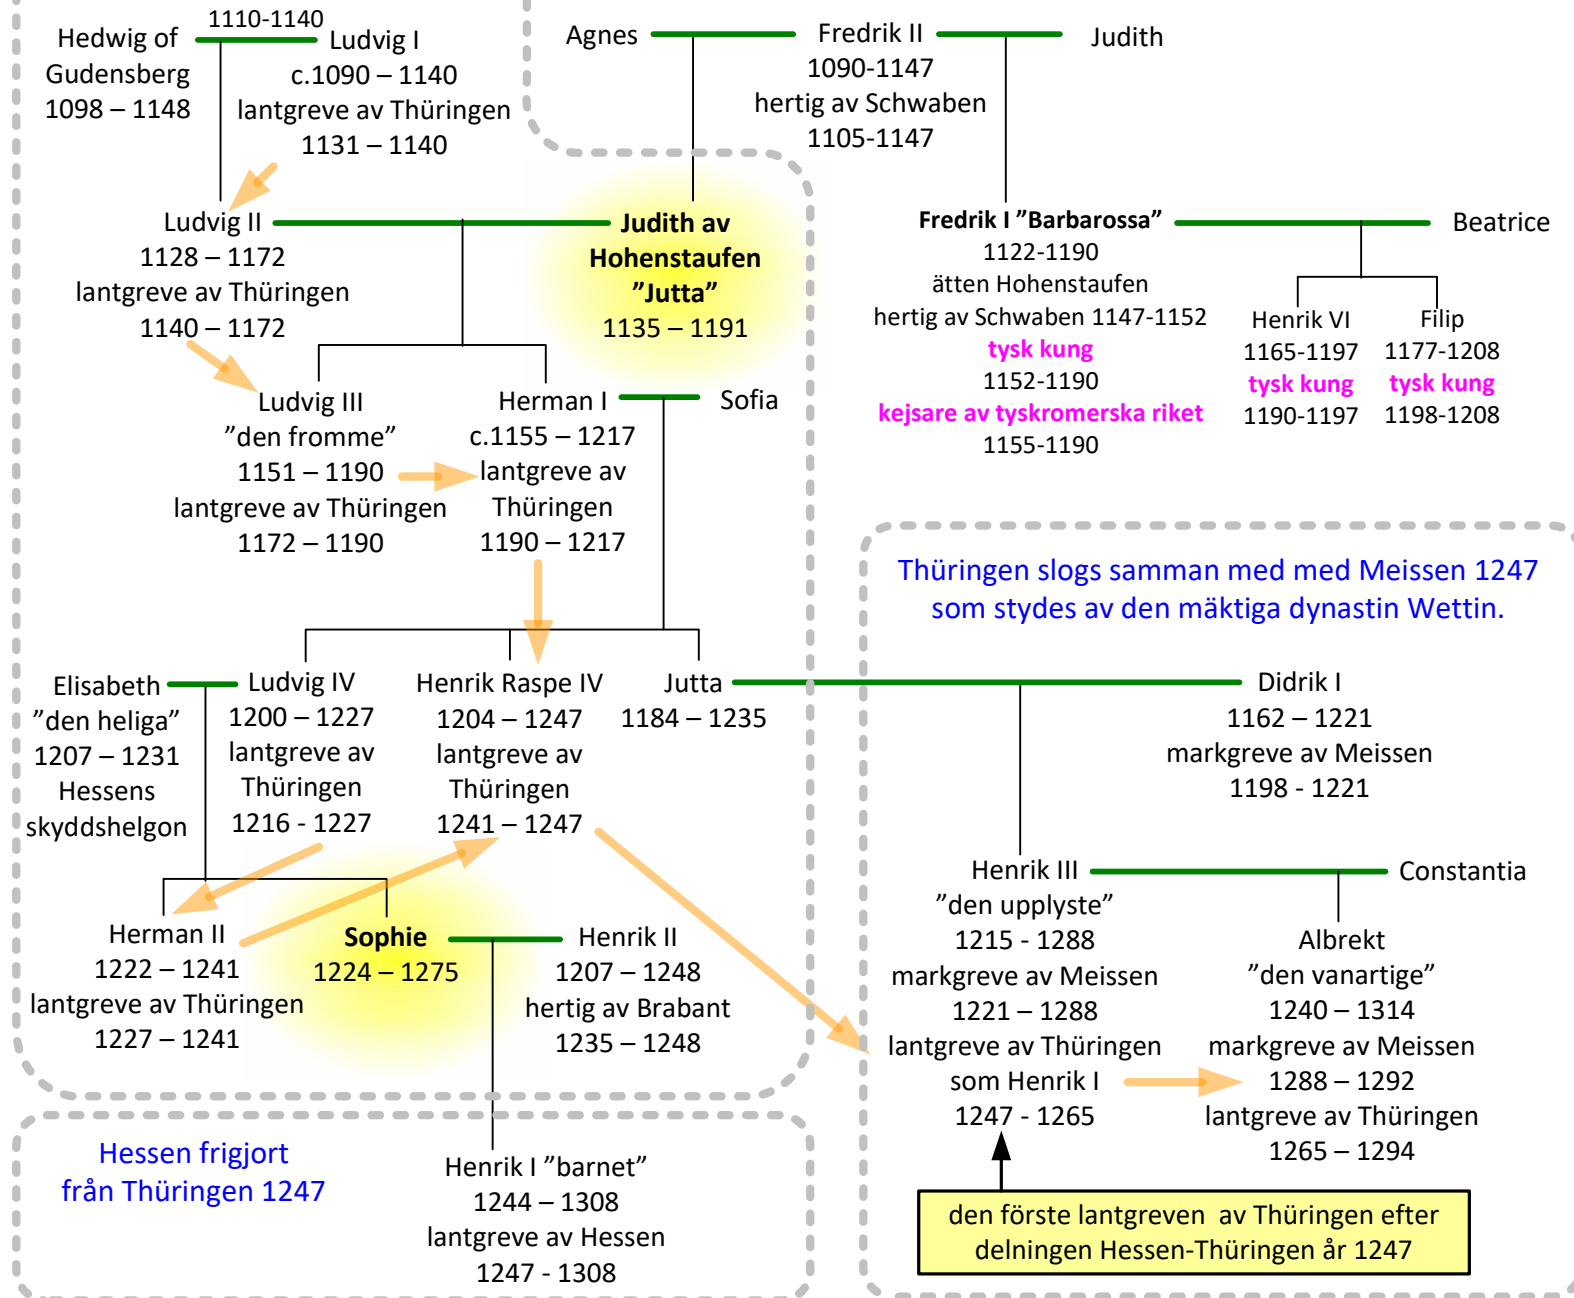 1110-1140
Hedwig of
Gudensberg
1098 – 1148
Ludvig I
c.1090 – 1140
lantgreve av Thüringen
1131 – 1140
Agnes
Fredrik II
1090-1147
hertig av Schwaben
1105-1147
Judith
Ludvig II
1128 – 1172
lantgreve av Thüringen
1140 – 1172
Judith av
Hohenstaufen
”Jutta”
1135 – 1191
Fredrik I ”Barbarossa”
1122-1190
ätten Hohenstaufen
hertig av Schwaben 1147-1152
tysk kung
1152-1190
kejsare av tyskromerska riket
1155-1190
Beatrice
Henrik VI
1165-1197
tysk kung
1190-1197
Filip
1177-1208
tysk kung
1198-1208
Ludvig III
”den fromme”
1151 – 1190
lantgreve av Thüringen
1172 – 1190
Herman I
c.1155 – 1217
lantgreve av
Thüringen
1190 – 1217
Sofia
Thüringen slogs samman med med Meissen 1247
som stydes av den mäktiga dynastin Wettin.
Elisabeth
”den heliga”
1207 – 1231
Hessens
skyddshelgon
Ludvig IV
1200 – 1227
lantgreve av
Thüringen
1216 - 1227
Henrik Raspe IV
1204 – 1247
lantgreve av
Thüringen
1241 – 1247
Jutta
1184 – 1235
Didrik I
1162 – 1221
markgreve av Meissen
1198 - 1221
Herman II
1222 – 1241
lantgreve av Thüringen
1227 – 1241
Sophie
1224 – 1275
Henrik II
1207 – 1248
hertig av Brabant
1235 – 1248
Henrik III
”den upplyste”
1215 - 1288
markgreve av Meissen
1221 – 1288
lantgreve av Thüringen
som Henrik I
1247 - 1265
Constantia
Albrekt
”den vanartige”
1240 – 1314
markgreve av Meissen
1288 – 1292
lantgreve av Thüringen
1265 – 1294
Hessen frigjort
från Thüringen 1247
Henrik I ”barnet”
1244 – 1308
lantgreve av Hessen
1247 - 1308
den förste lantgreven  av Thüringen efter
delningen Hessen-Thüringen år 1247